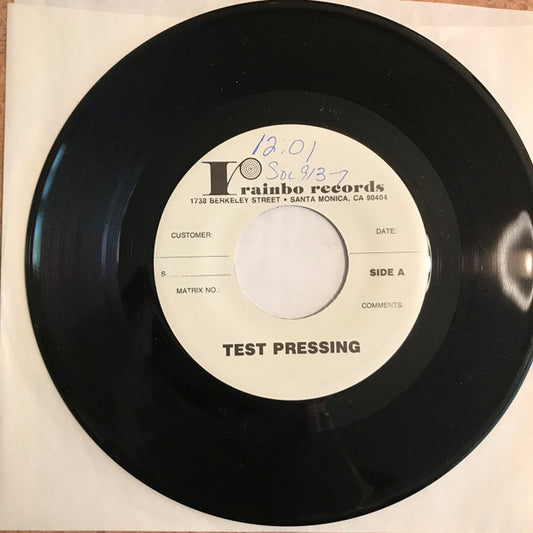 12:01
Sou 913-7
r rainbo records
1738 BERKELEY STREET • SANTA MONICA, CA 90404
CUSTOMER: DATE:
S SIDE A
MATRIX NO.:
COMMENTS:
TEST PRESSING